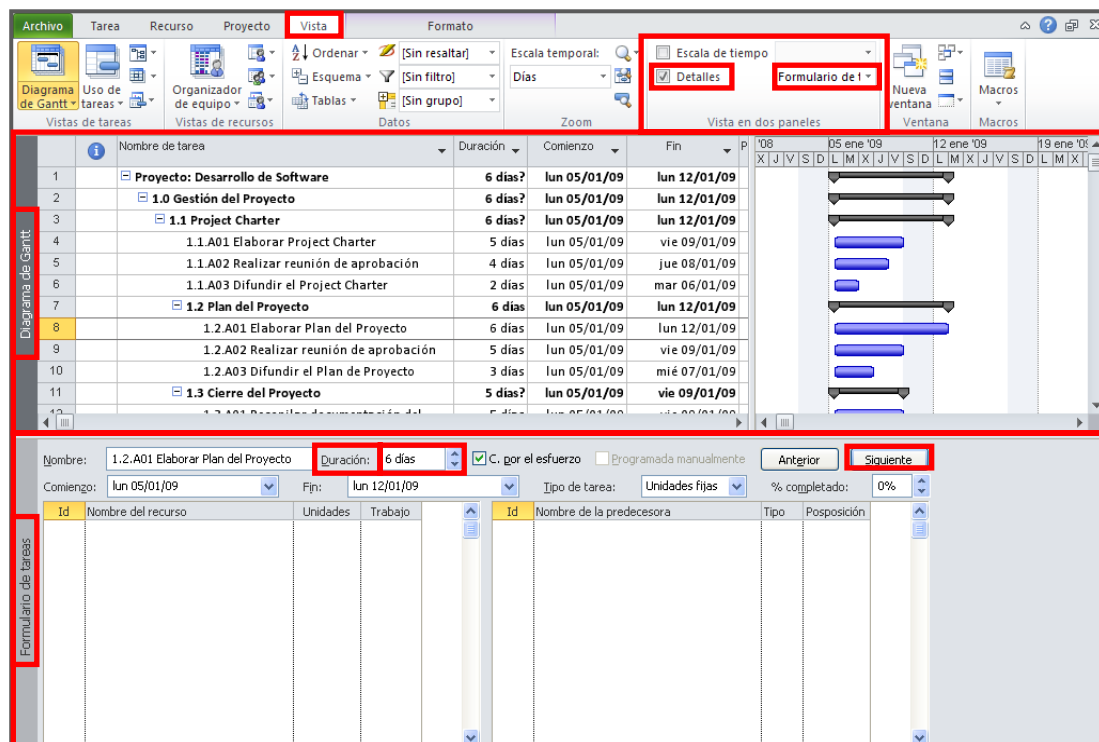 Archivo Tarea Recurso Proyecto Vista Formato
Ordenar [Sin resaltar] Escala temporal: Escala de tiempo
Esquema [Sin filtro] Días Detalles Formulario de t
Diagrama de Gantt Uso de tareas Organizador de equipo Tablas [Sin grupo] Nueva ventana Macros
Vistas de tareas Vistas de recursos Datos Zoom Vista en dos paneles Ventana Macros
Nombre de tarea Duración Comienzo Fin P '08 05 ene '09 12 ene '09 19 ene '09
X J V S D L M X J V S D L M X J V S D L M X
1 Proyecto: Desarrollo de Software 6 días? lun 05/01/09 lun 12/01/09
2 1.0 Gestión del Proyecto 6 días? lun 05/01/09 lun 12/01/09
3 1.1 Project Charter 6 días? lun 05/01/09 lun 12/01/09
4 1.1.A01 Elaborar Project Charter 5 días lun 05/01/09 vie 09/01/09
5 1.1.A02 Realizar reunión de aprobación 4 días lun 05/01/09 jue 08/01/09
6 1.1.A03 Difundir el Project Charter 2 días lun 05/01/09 mar 06/01/09
7 1.2 Plan del Proyecto 6 días lun 05/01/09 lun 12/01/09
8 1.2.A01 Elaborar Plan del Proyecto 6 días lun 05/01/09 lun 12/01/09
9 1.2.A02 Realizar reunión de aprobación 5 días lun 05/01/09 vie 09/01/09
10 1.2.A03 Difundir el Plan de Proyecto 3 días lun 05/01/09 mié 07/01/09
11 1.3 Cierre del Proyecto 5 días? lun 05/01/09 vie 09/01/09
Diagrama de Gantt
Nombre: 1.2.A01 Elaborar Plan del Proyecto Duración: 6 días C. por el esfuerzo Programada manualmente Anterior Siguiente
Comienzo: lun 05/01/09 Fin: lun 12/01/09 Tipo de tarea: Unidades fijas % completado: 0%
Id Nombre del recurso Unidades Trabajo Id Nombre de la predecesora Tipo Posposición
Formulario de tareas